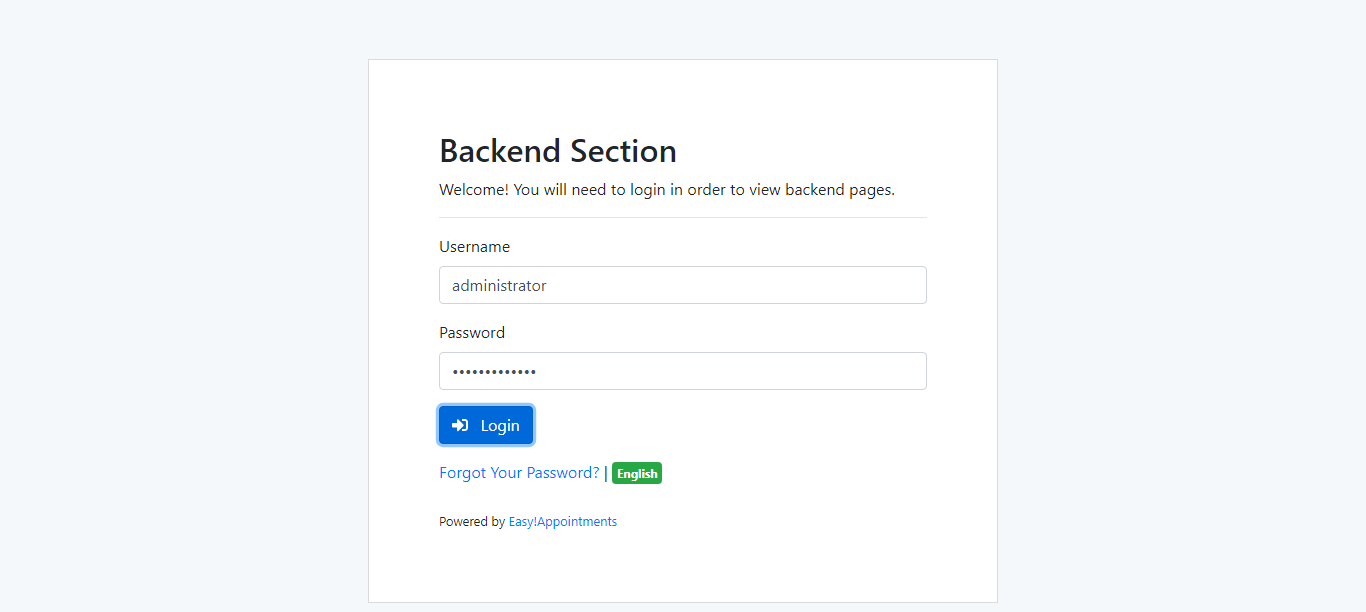 Backend Section
Welcome! You will need to login in order to view backend pages.
Username
administrator
Password
•••••••••••••
Login
Forgot Your Password? | English
Powered by Easy!Appointments